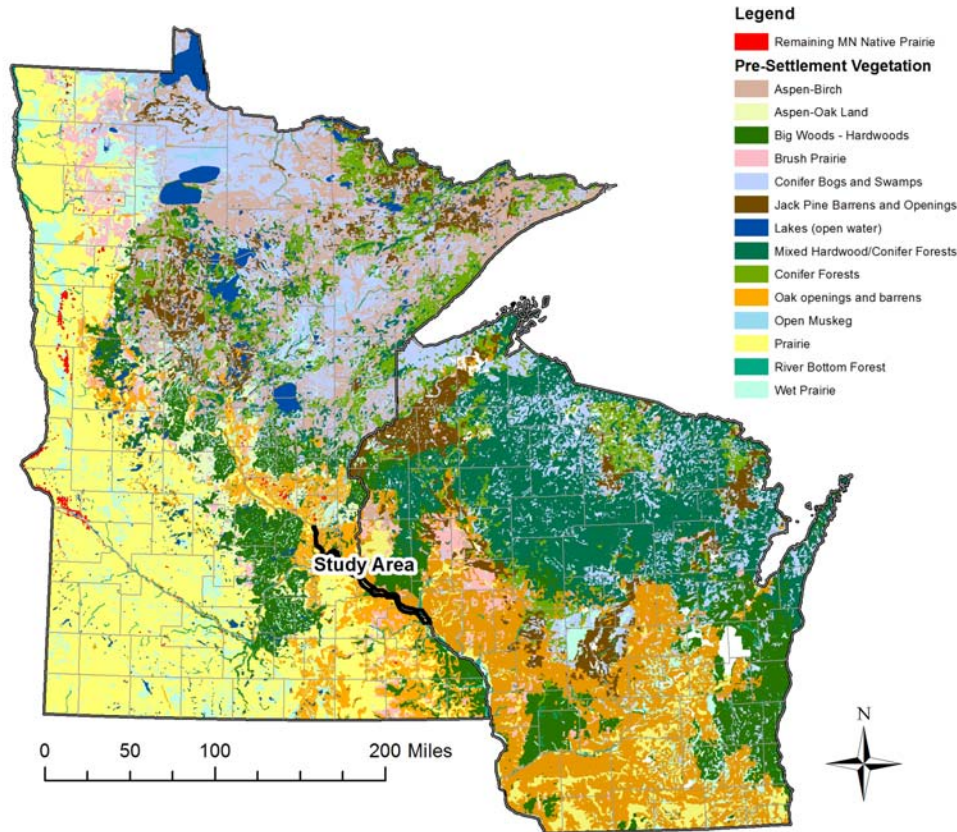 Legend
Remaining MN Native Prairie
Pre-Settlement Vegetation
Aspen-Birch
Aspen-Oak Land
Big Woods - Hardwoods
Brush Prairie
Conifer Bogs and Swamps
Jack Pine Barrens and Openings
Lakes (open water)
Mixed Hardwood/Conifer Forests
Conifer Forests
Oak openings and barrens
Open Muskeg
Prairie
River Bottom Forest
Wet Prairie
Study Area
N
0 50 100 200 Miles